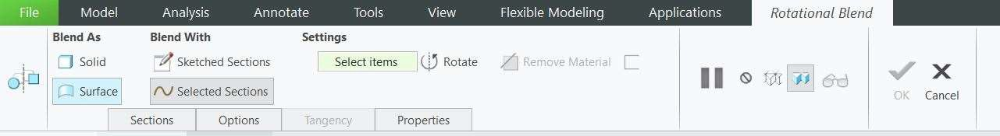 File Model Analysis Annotate Tools View Flexible Modeling Applications Rotational Blend
Blend As Blend With Settings
Solid Sketched Sections Select items Rotate Remove Material
Surface Selected Sections
OK Cancel
Sections Options Tangency Properties